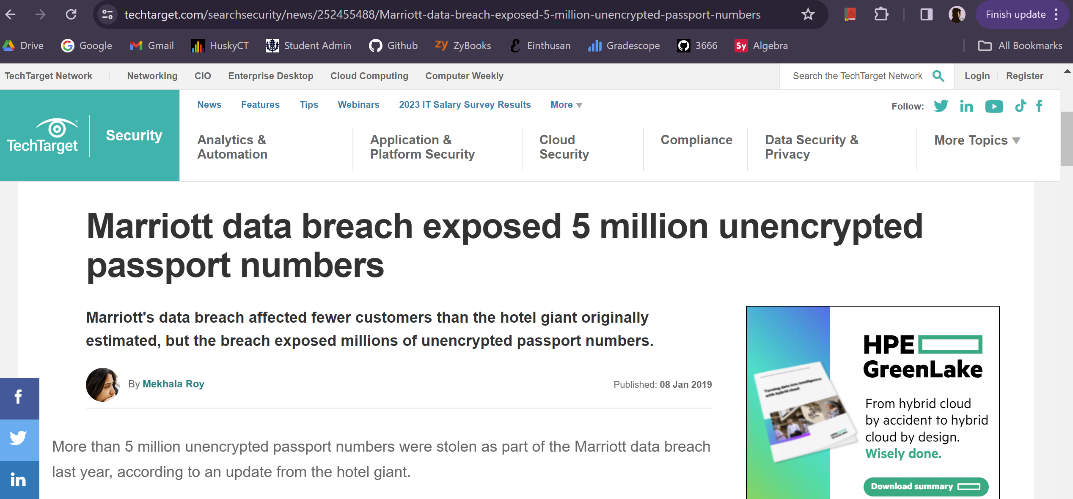 techtarget.com/searchsecurity/news/252455488/Marriott-data-breach-exposed-5-million-unencrypted-passport-numbers
Finish update
Drive Google Gmail HuskyCT Student Admin Github ZyBooks Einthusan Gradescope 3666 Algebra All Bookmarks
TechTarget Network Networking CIO Enterprise Desktop Cloud Computing Computer Weekly Search the TechTarget Network Login Register
TechTarget Security
News Features Tips Webinars 2023 IT Salary Survey Results More Follow:
Analytics & Automation
Application & Platform Security
Cloud Security
Compliance
Data Security & Privacy
More Topics
Marriott data breach exposed 5 million unencrypted
passport numbers
Marriott's data breach affected fewer customers than the hotel giant originally
estimated, but the breach exposed millions of unencrypted passport numbers.
By Mekhala Roy Published: 08 Jan 2019
More than 5 million unencrypted passport numbers were stolen as part of the Marriott data breach
last year, according to an update from the hotel giant.
HPE
GreenLake
From hybrid cloud
by accident to hybrid
cloud by design.
Wisely done.
Download summary